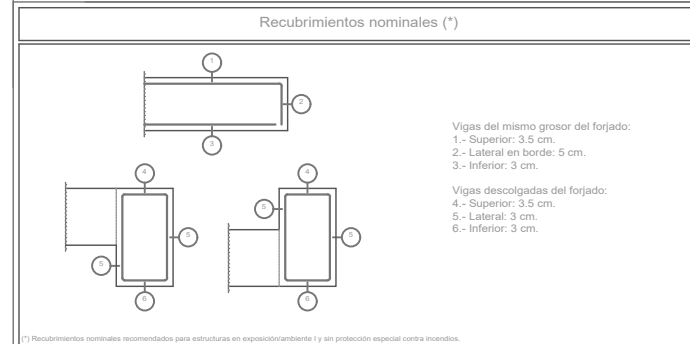 Recubrimientos nominales (*)
1
2
3
Vigas del mismo grosor del forjado:
1.- Superior: 3.5 cm.
2.- Lateral en borde: 5 cm.
3.- Inferior: 3 cm.
Vigas descolgadas del forjado:
4.- Superior: 3.5 cm.
5.- Lateral: 3 cm.
6.- Inferior: 3 cm.
4
5
5
6
4
5
5
6
(*) Recubrimientos nominales recomendados para estructuras en exposición/ambiente I y sin protección especial contra incendios.